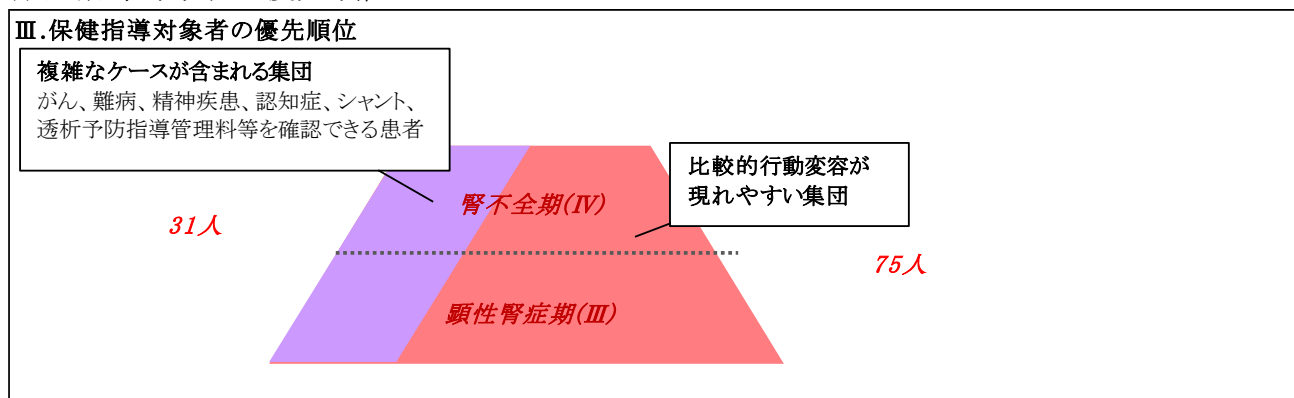 Ⅲ.保健指導対象者の優先順位
複雑なケースが含まれる集団
がん、難病、精神疾患、認知症、シャント、
透析予防指導管理料等を確認できる患者
比較的行動変容が
現れやすい集団
腎不全期(Ⅳ)
31人
75人
顕性腎症期(Ⅲ)